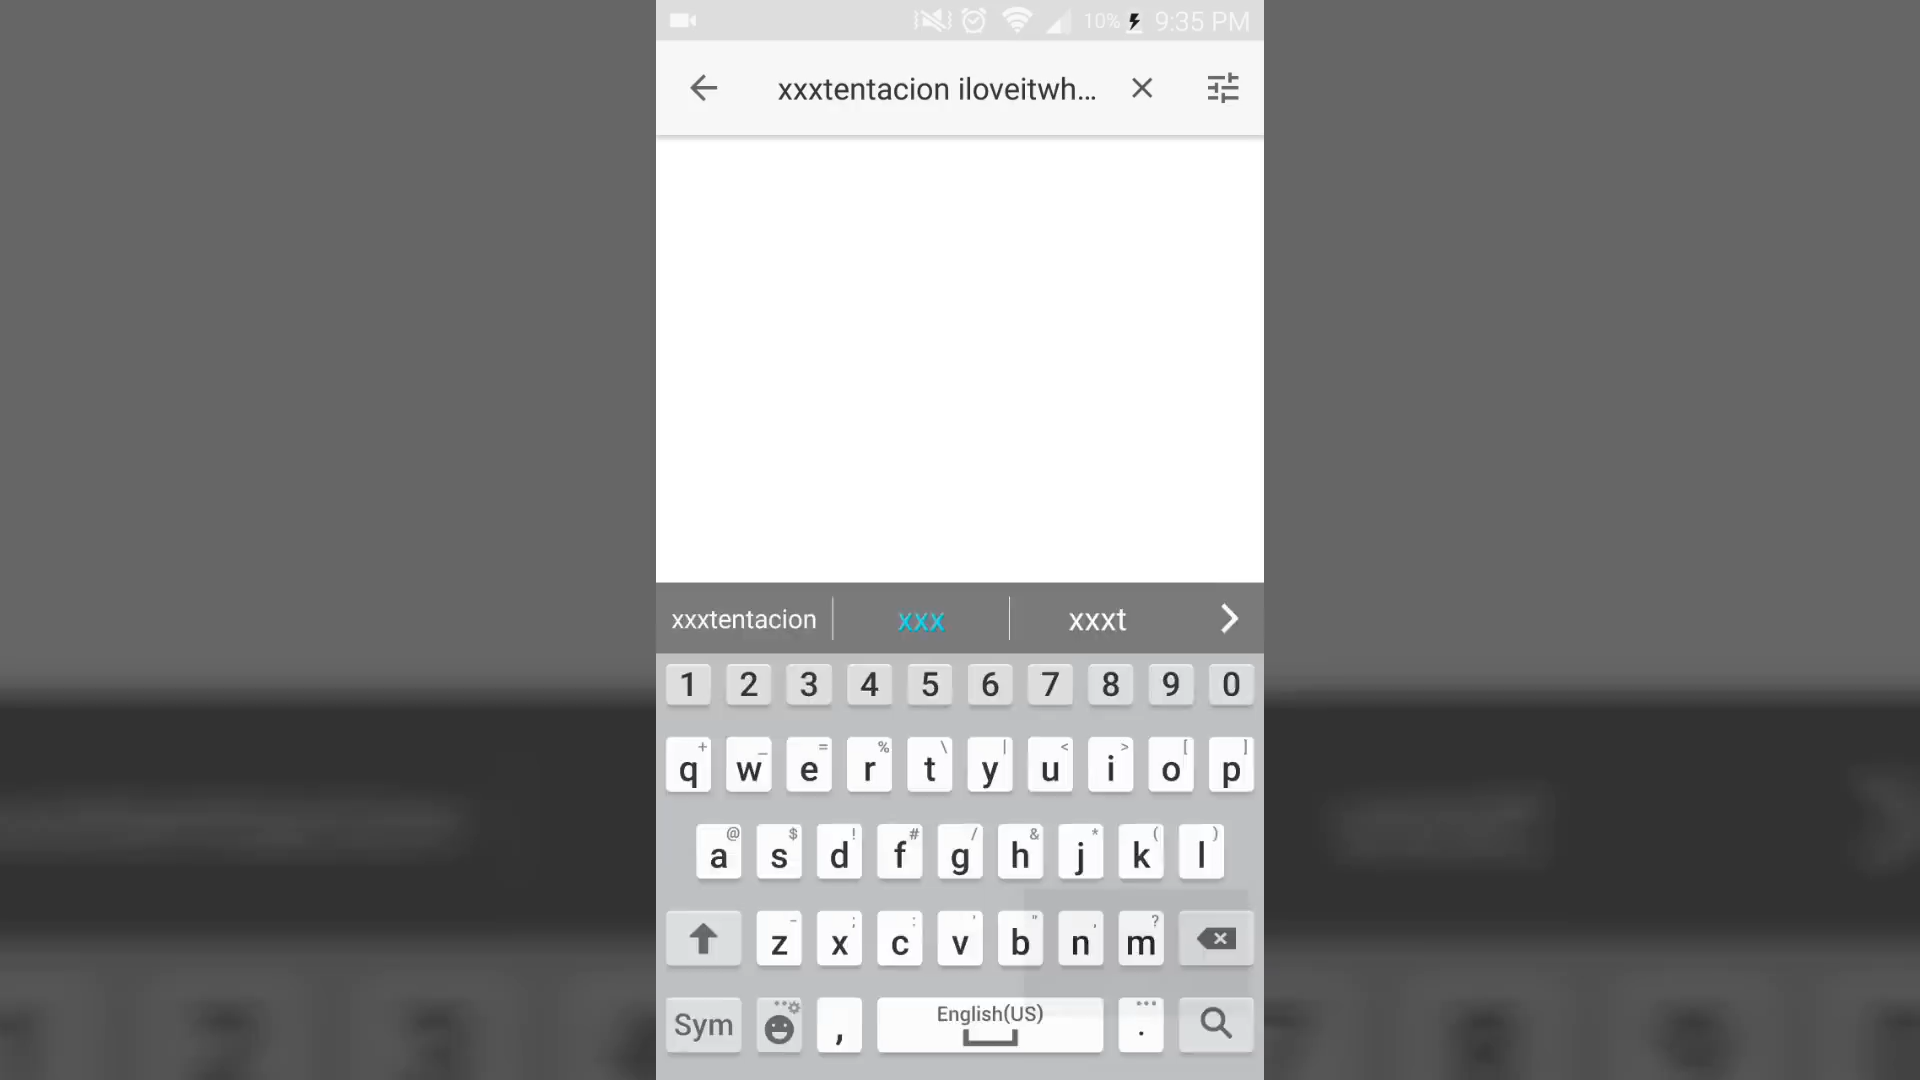 10% 9:35 PM
xxxtentacion iloveitwh...
xxxtentacion xxx xxxt
1 2 3 4 5 6 7 8 9 0
+ _ = % \ | < > [ ]
q w e r t y u i o p
@ $ ! # / & * ( )
a s d f g h j k l
- ; : ' " , ?
z x c v b n m
Sym , English(US) .